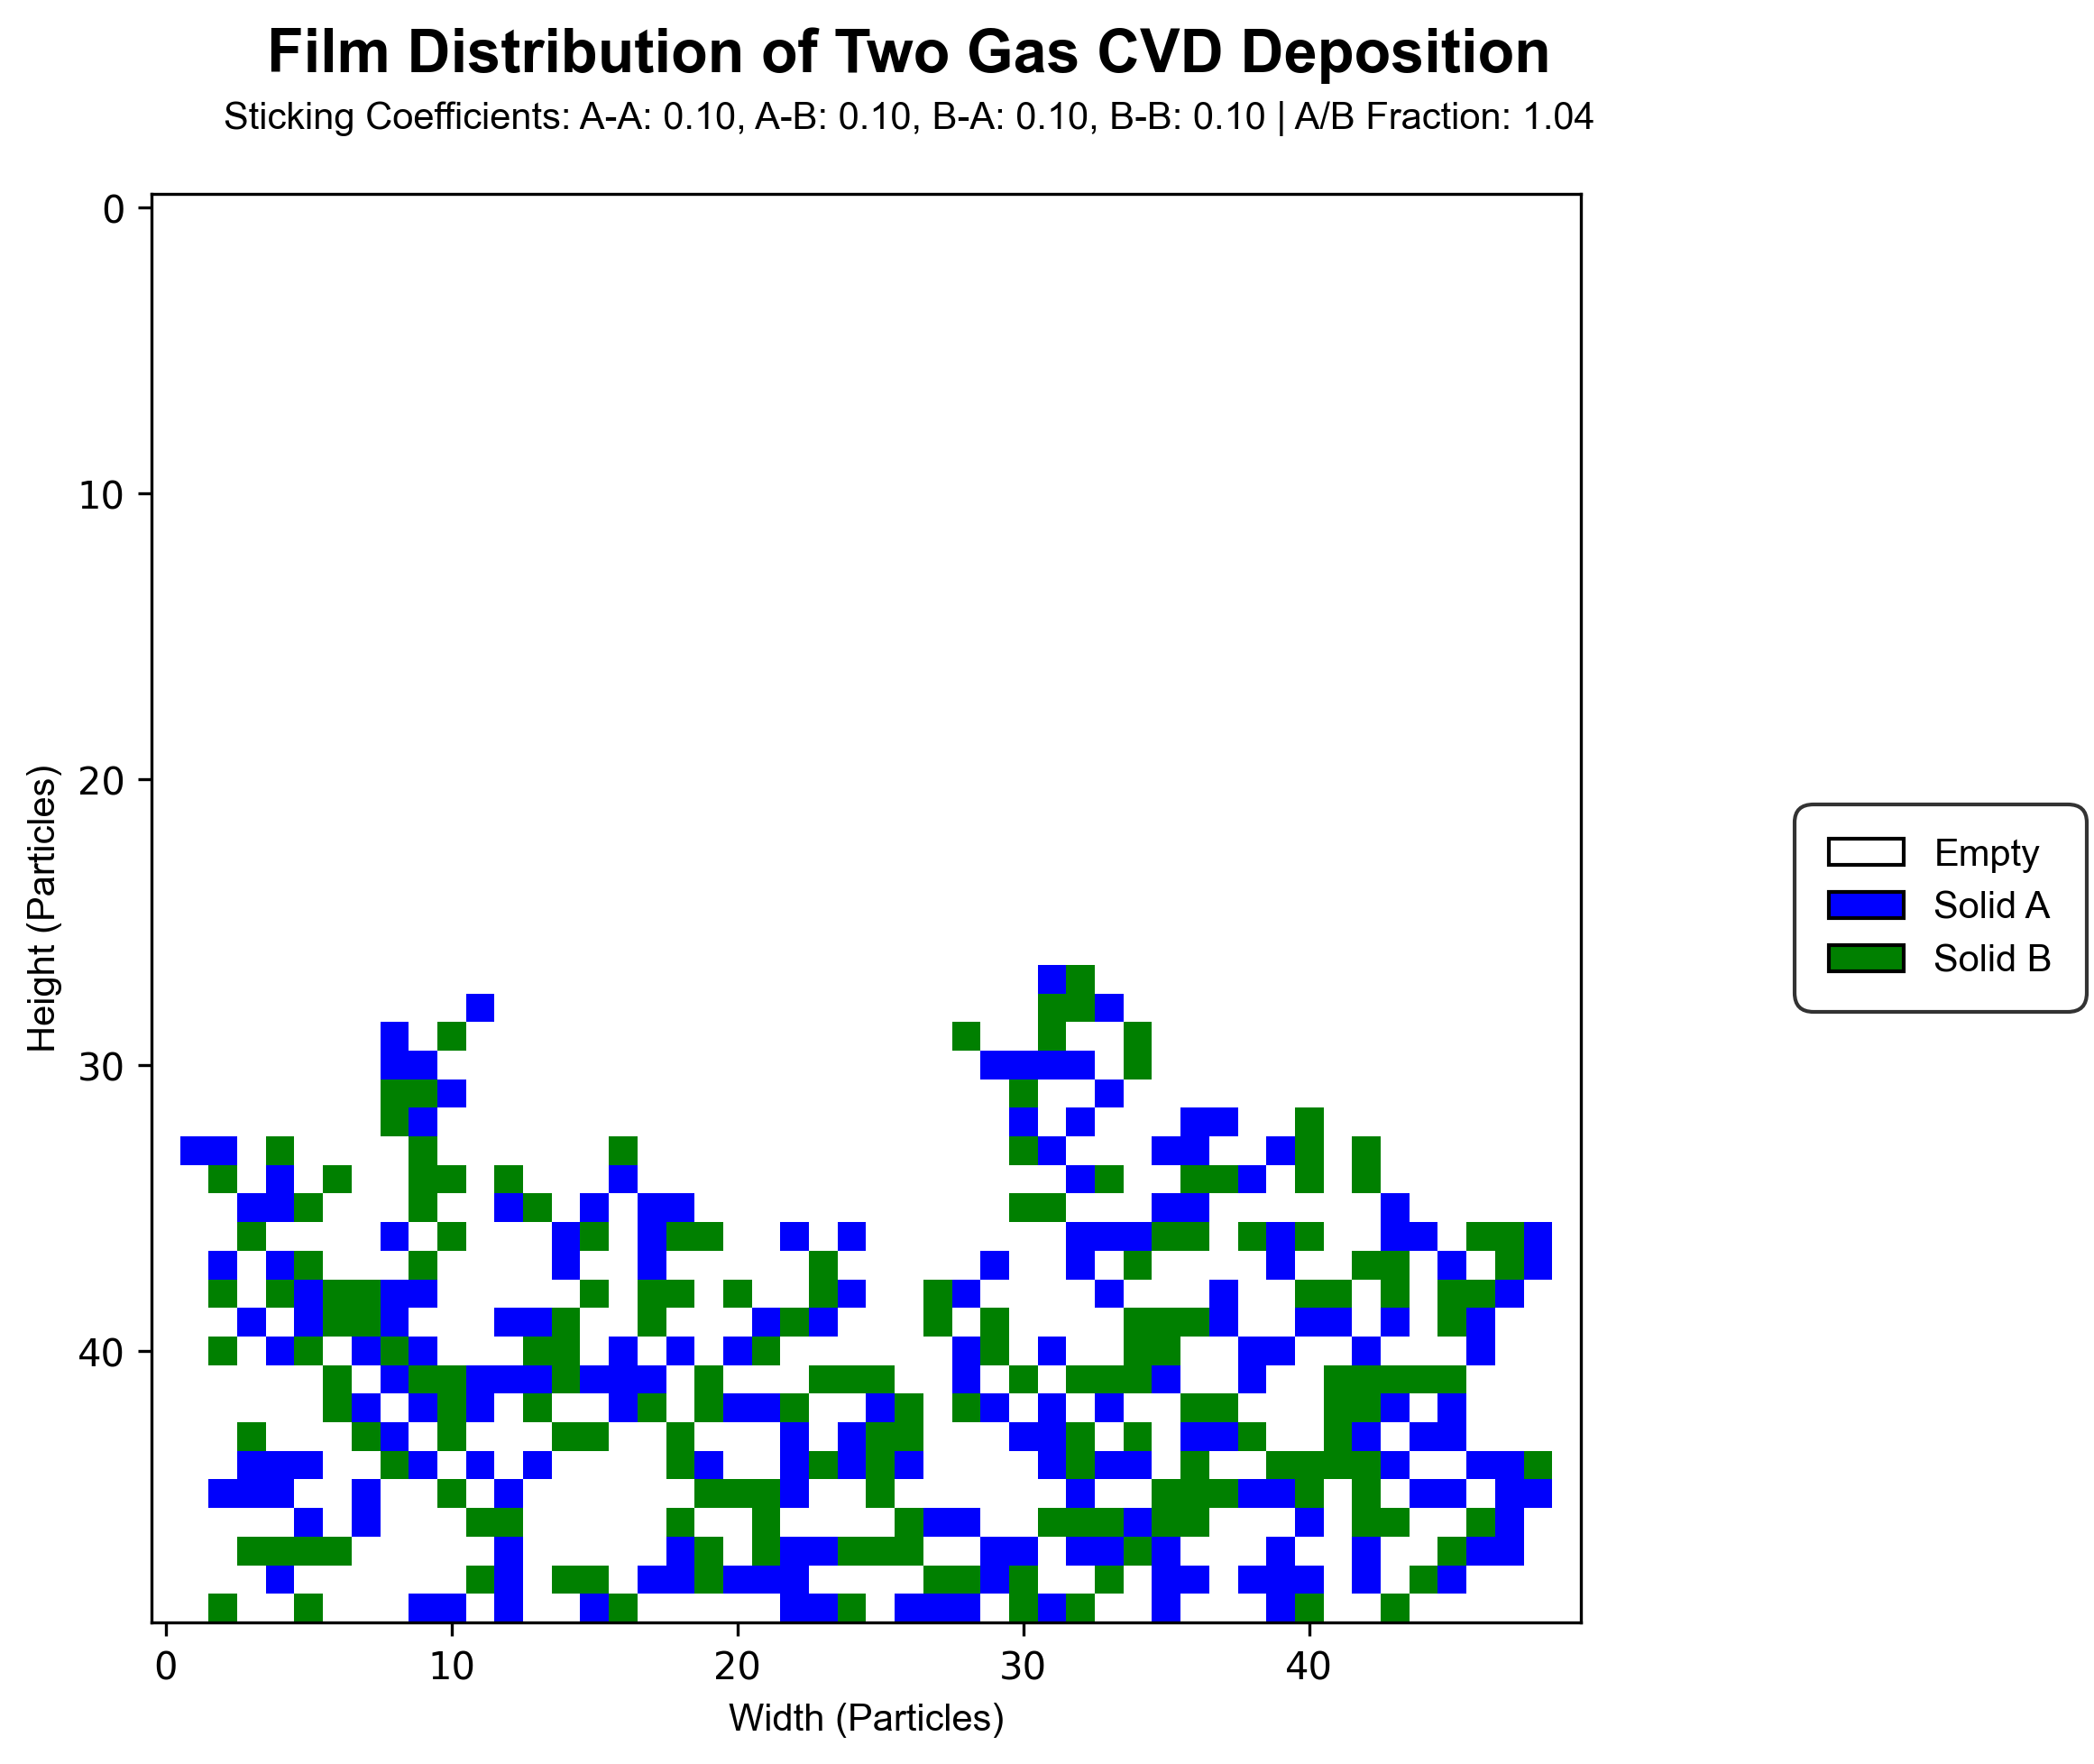 Film Distribution of Two Gas CVD Deposition
Sticking Coefficients: A-A: 0.10, A-B: 0.10, B-A: 0.10, B-B: 0.10 | A/B Fraction: 1.04
0
10
20
30
40
Height (Particles)
0
10
20
30
40
Width (Particles)
Empty
Solid A
Solid B